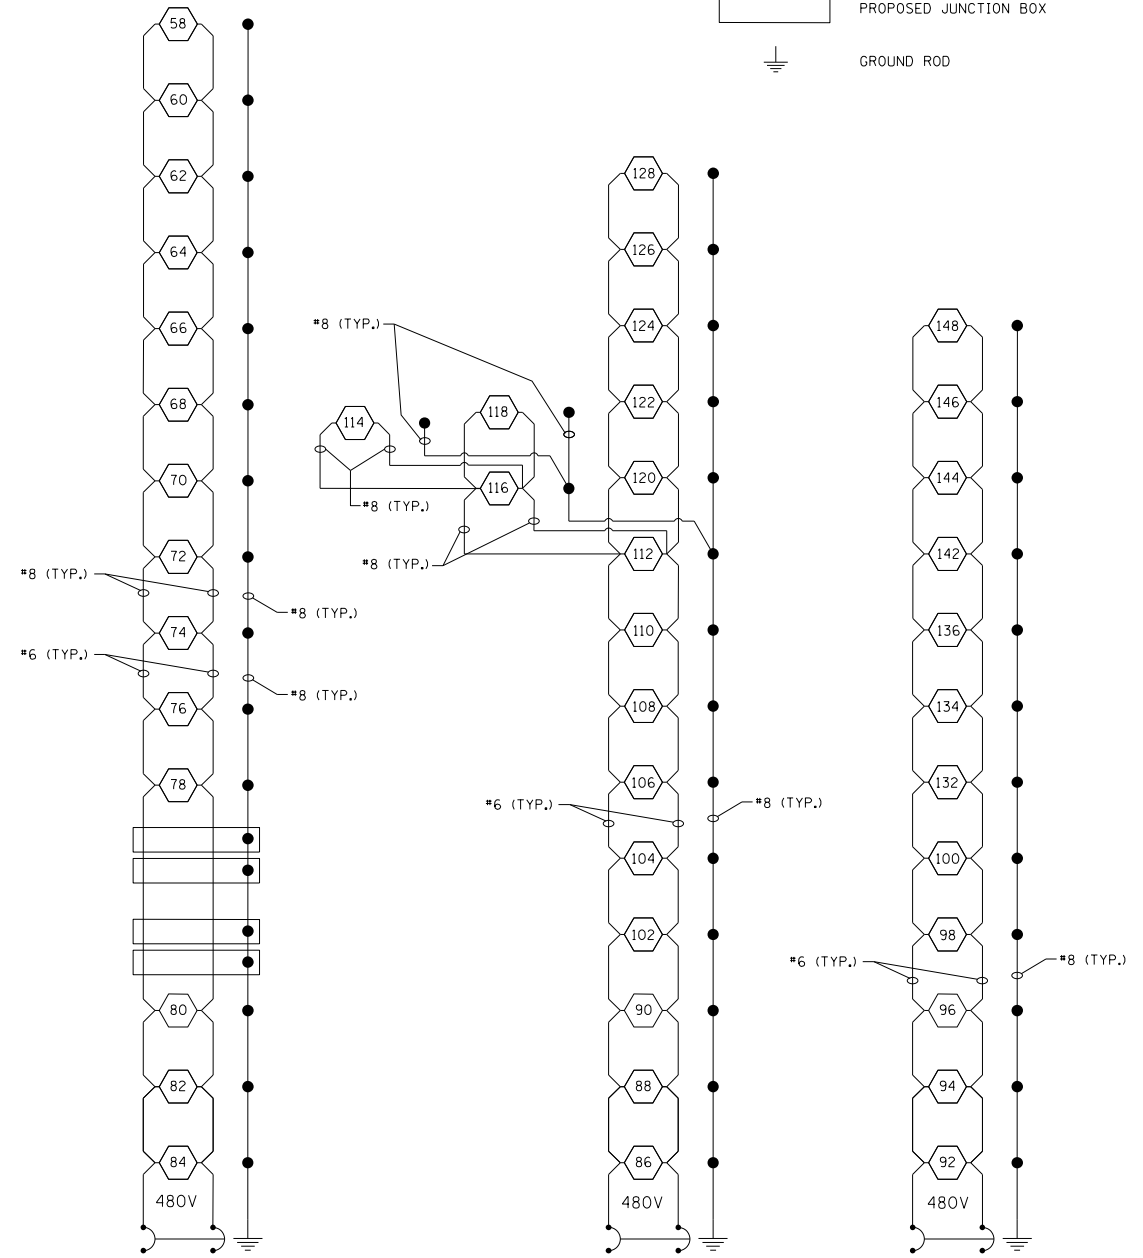 PROPOSED JUNCTION BOX
GROUND ROD
58
60
62
64
66
68
70
72
#8 (TYP.)
#8 (TYP.)
74
#6 (TYP.)
#8 (TYP.)
76
78
80
82
84
480V
#8 (TYP.)
114
118
116
#8 (TYP.)
#8 (TYP.)
128
126
124
122
120
112
110
108
106
#6 (TYP.)
#8 (TYP.)
104
102
90
88
86
480V
148
146
144
142
136
134
132
100
98
#6 (TYP.)
#8 (TYP.)
96
94
92
480V